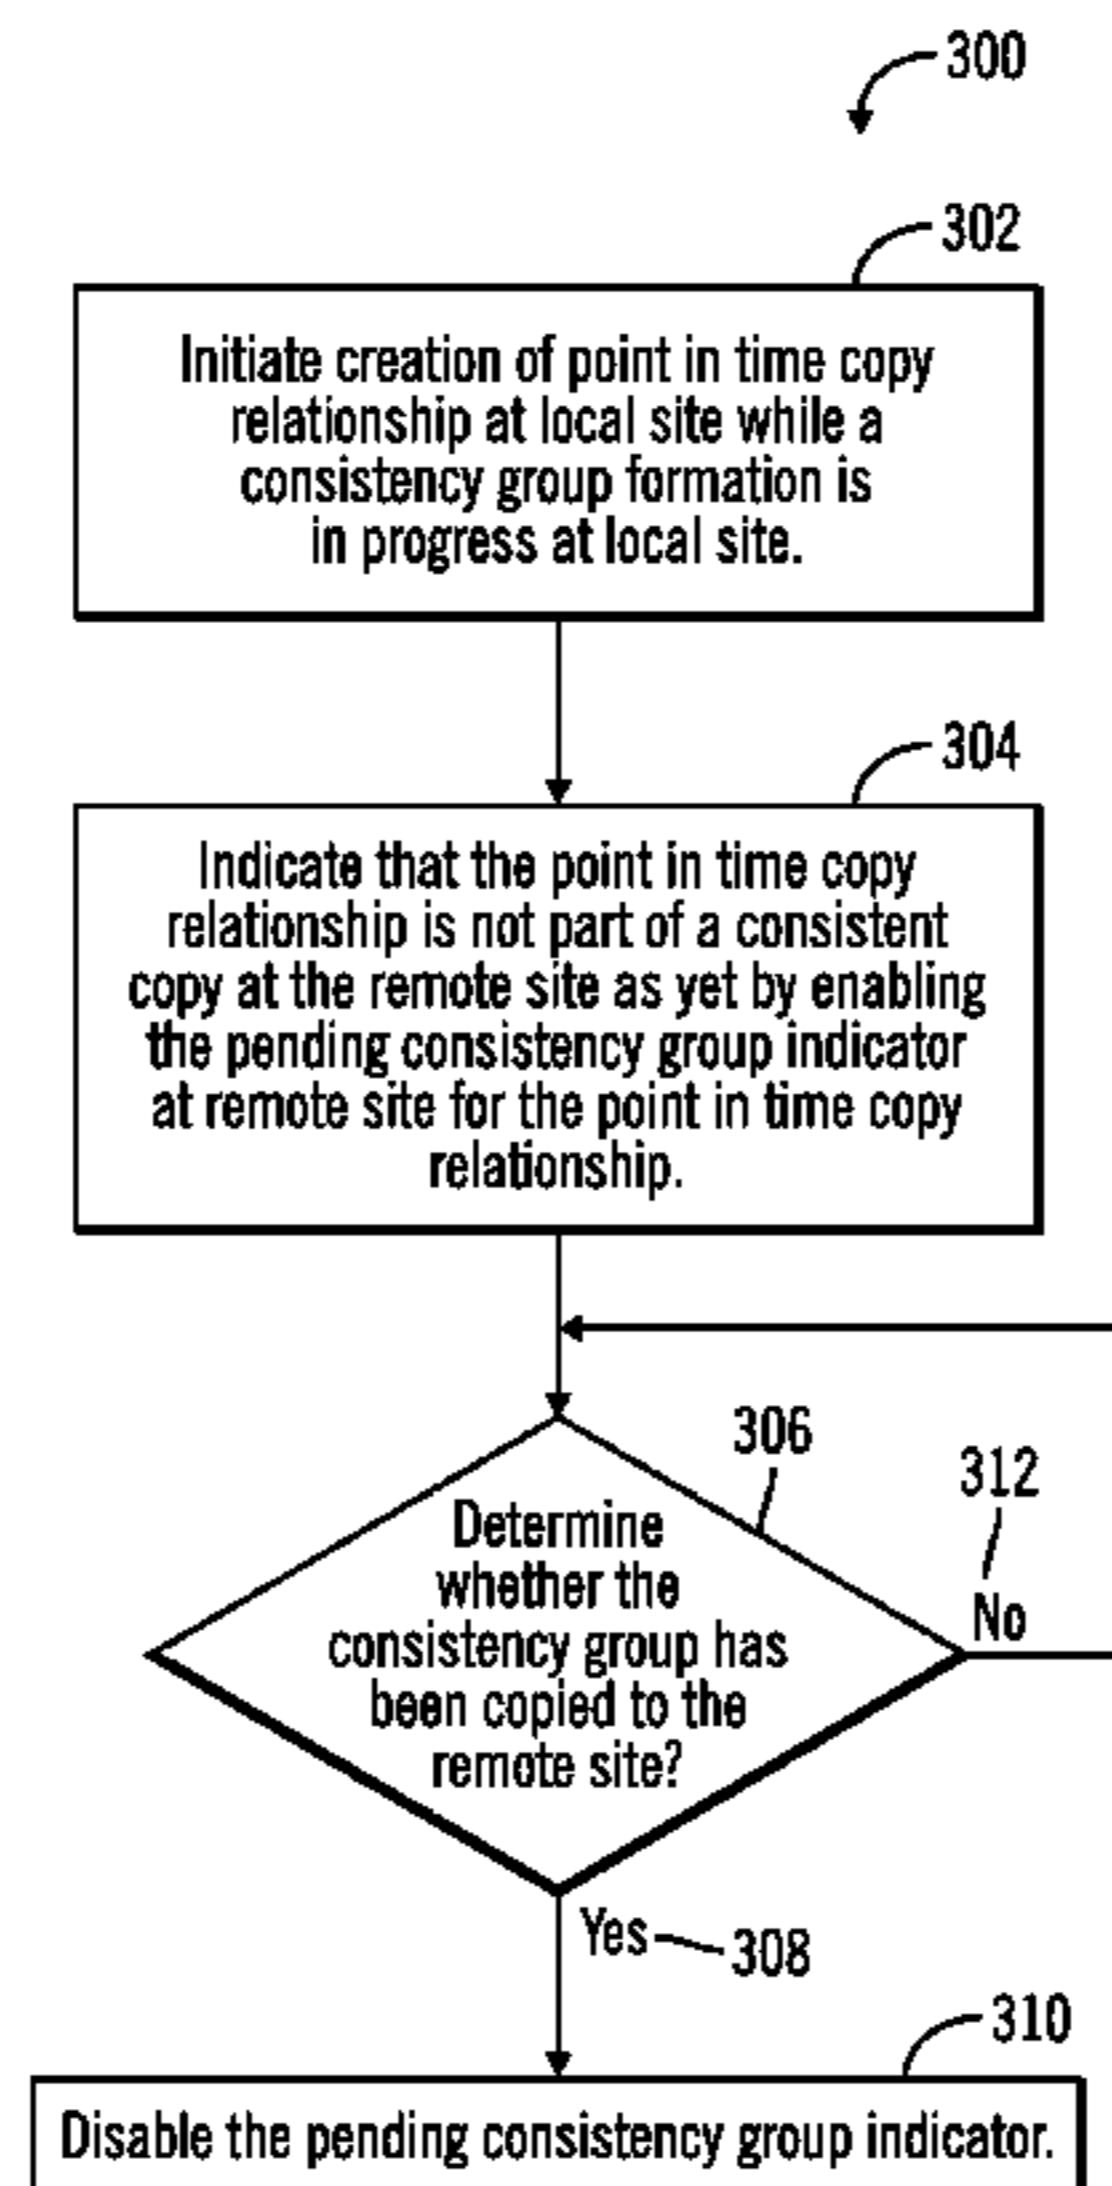 300
302
Initiate creation of point in time copy
relationship at local site while a
consistency group formation is
in progress at local site.
304
Indicate that the point in time copy
relationship is not part of a consistent
copy at the remote site as yet by enabling
the pending consistency group indicator
at remote site for the point in time copy
relationship.
306
312
Determine
whether the
consistency group has
been copied to the
remote site?
No
Yes
308
310
Disable the pending consistency group indicator.